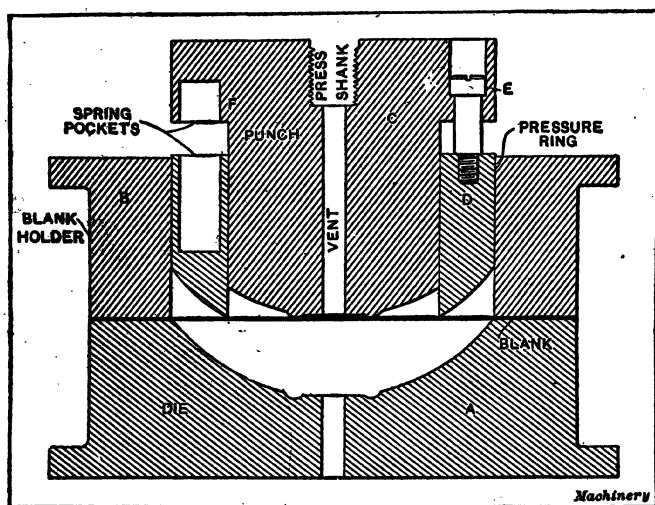 PRESS
SHANK
E
SPRING
POCKETS
F
PUNCH
C
PRESSURE
RING
B
D
BLANK
HOLDER
VENT
BLANK
DIE
A
Machinery